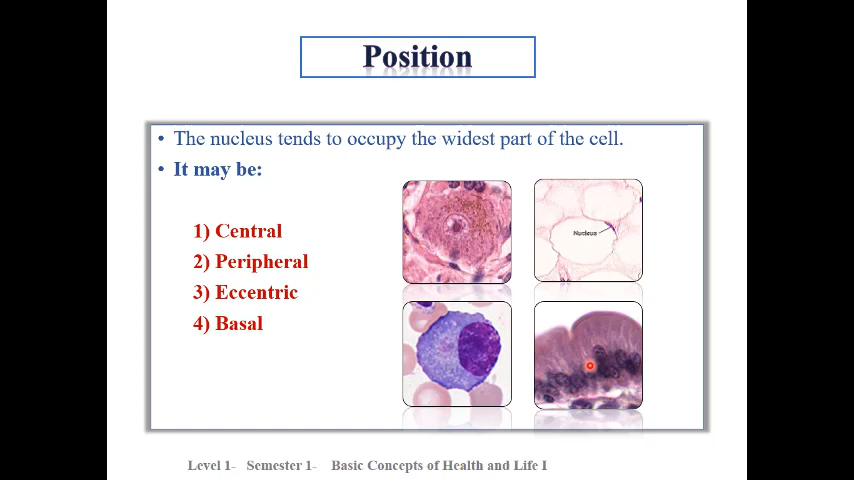 Position
• The nucleus tends to occupy the widest part of the cell.
• It may be:
1) Central
2) Peripheral
3) Eccentric
4) Basal
Nucleus
Level 1- Semester 1- Basic Concepts of Health and Life I